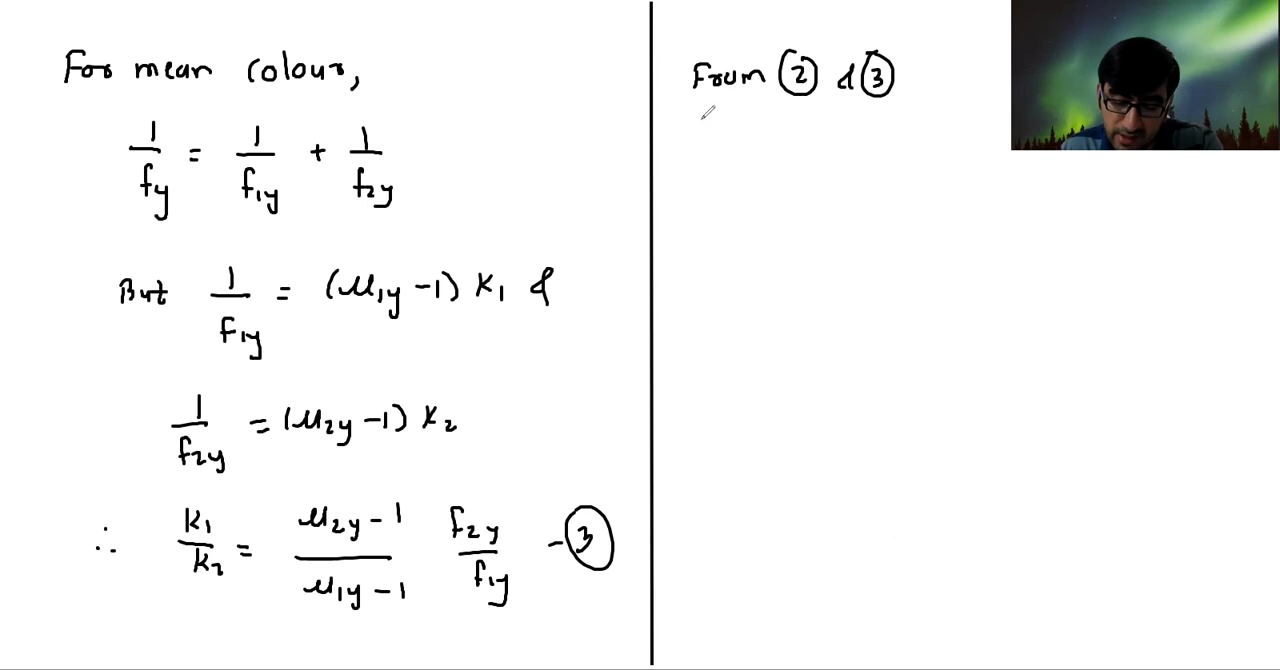 For mean colour,
1/fy = 1/f₁y + 1/f₂y
But 1/f₁y = (μ₁y − 1) K₁ &
1/f₂y = (μ₂y − 1) K₂
∴ K₁/K₂ = μ₂y − 1/μ₁y − 1 f₂y/f₁y − ③
From ② & ③